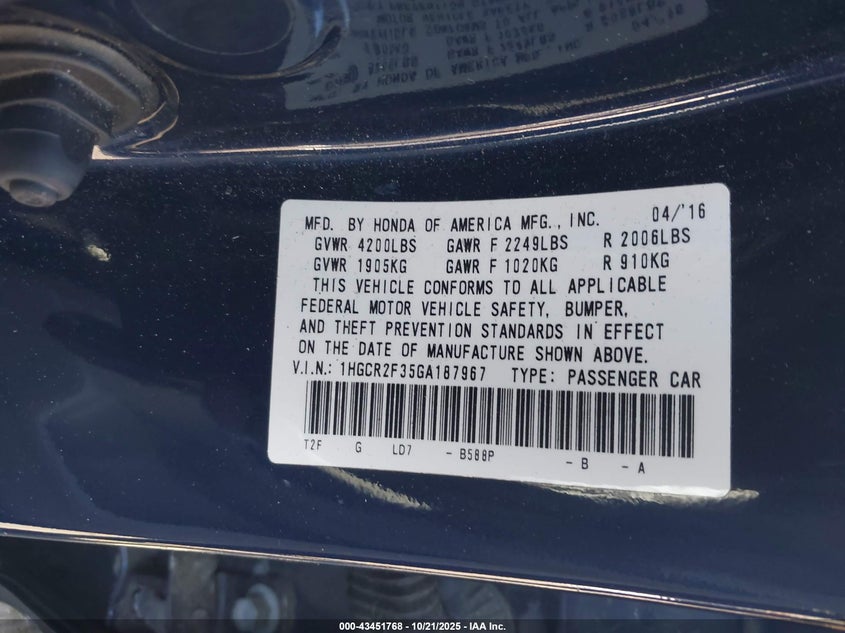 MFD. BY HONDA OF AMERICA MFG., INC. 04/'16
GVWR 4200LBS GAWR F 2249LBS R 2006LBS
GVWR 1905KG GAWR F 1020KG R 910KG
THIS VEHICLE CONFORMS TO ALL APPLICABLE
FEDERAL MOTOR VEHICLE SAFETY, BUMPER,
AND THEFT PREVENTION STANDARDS IN EFFECT
ON THE DATE OF MANUFACTURE SHOWN ABOVE.
V.I.N.: 1HGCR2F35GA187967 TYPE: PASSENGER CAR
T2F G LD7 - B588P - B - A
000-43451768 - 10/21/2025 - IAA Inc.